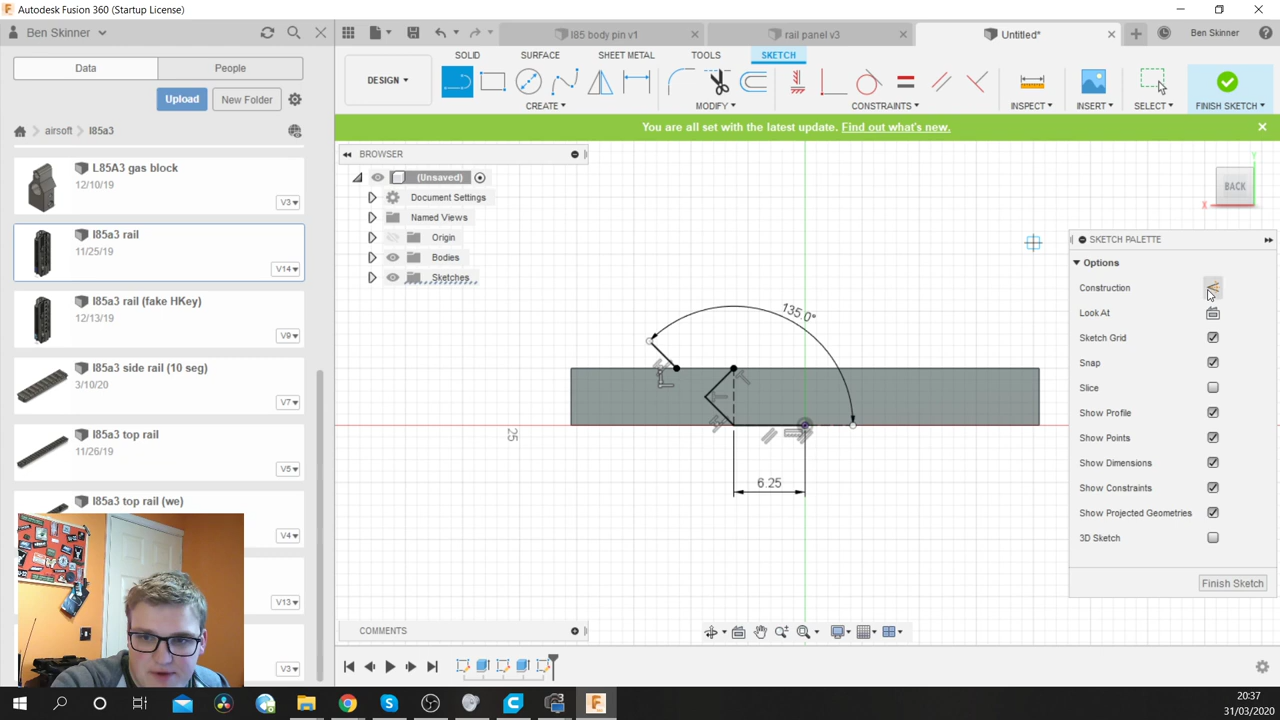 Autodesk Fusion 360 (Startup License)
Ben Skinner
l85 body pin v1
rail panel v3
Untitled*
Ben Skinner
Data
People
Upload
New Folder
airsoft
l85a3
L85A3 gas block
12/10/19
V3
l85a3 rail
11/25/19
V14
l85a3 rail (fake HKey)
12/13/19
V9
l85a3 side rail (10 seg)
3/10/20
V7
l85a3 top rail
11/26/19
V5
l85a3 top rail (we)
V4
V13
V3
DESIGN
SOLID
SURFACE
SHEET METAL
TOOLS
SKETCH
CREATE
MODIFY
CONSTRAINTS
INSPECT
INSERT
SELECT
FINISH SKETCH
You are all set with the latest update. Find out what's new.
BROWSER
(Unsaved)
Document Settings
Named Views
Origin
Bodies
Sketches
BACK
Y
X
135.0°
25
6.25
SKETCH PALETTE
Options
Construction
Look At
Sketch Grid
Snap
Slice
Show Profile
Show Points
Show Dimensions
Show Constraints
Show Projected Geometries
3D Sketch
Finish Sketch
COMMENTS
20:37
31/03/2020